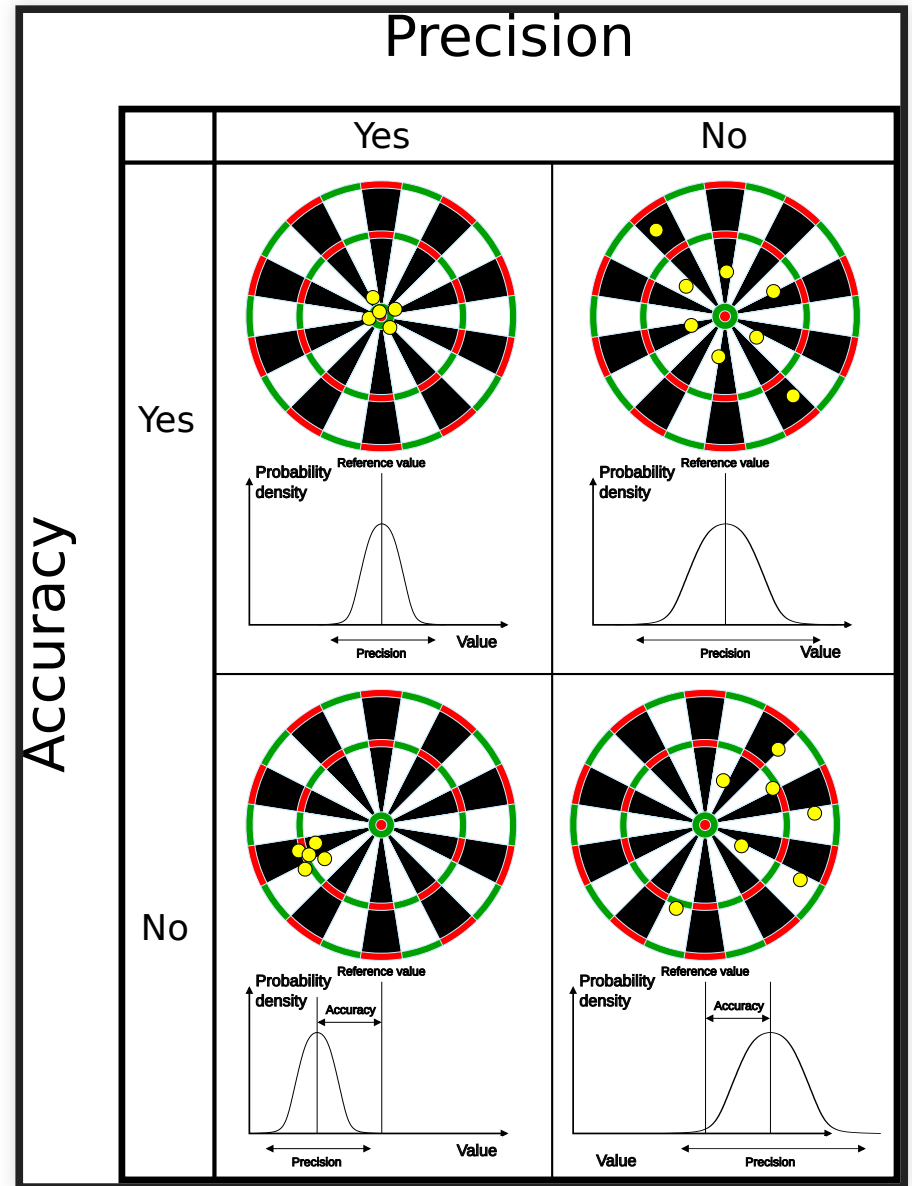 Precision
Yes
No
Accuracy
Yes
Reference value
Probability
density
Value
Precision
Reference value
Probability
density
Value
Precision
No
Reference value
Probability
density
Accuracy
Value
Precision
Reference value
Probability
density
Accuracy
Value
Precision